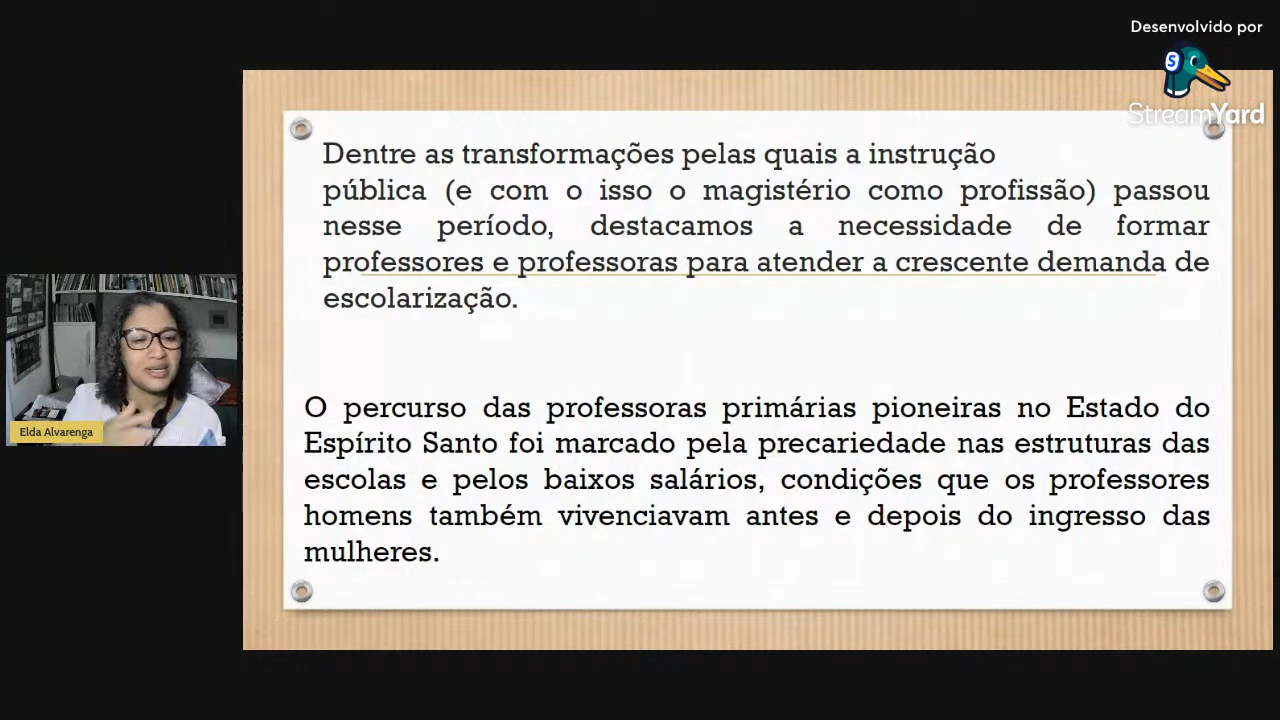 Desenvolvido por
StreamYard
Dentre as transformações pelas quais a instrução
pública (e com o isso o magistério como profissão) passou
nesse período, destacamos a necessidade de formar
professores e professoras para atender a crescente demanda de
escolarização.
O percurso das professoras primárias pioneiras no Estado do
Espírito Santo foi marcado pela precariedade nas estruturas das
escolas e pelos baixos salários, condições que os professores
homens também vivenciavam antes e depois do ingresso das
mulheres.
Elda Alvarenga